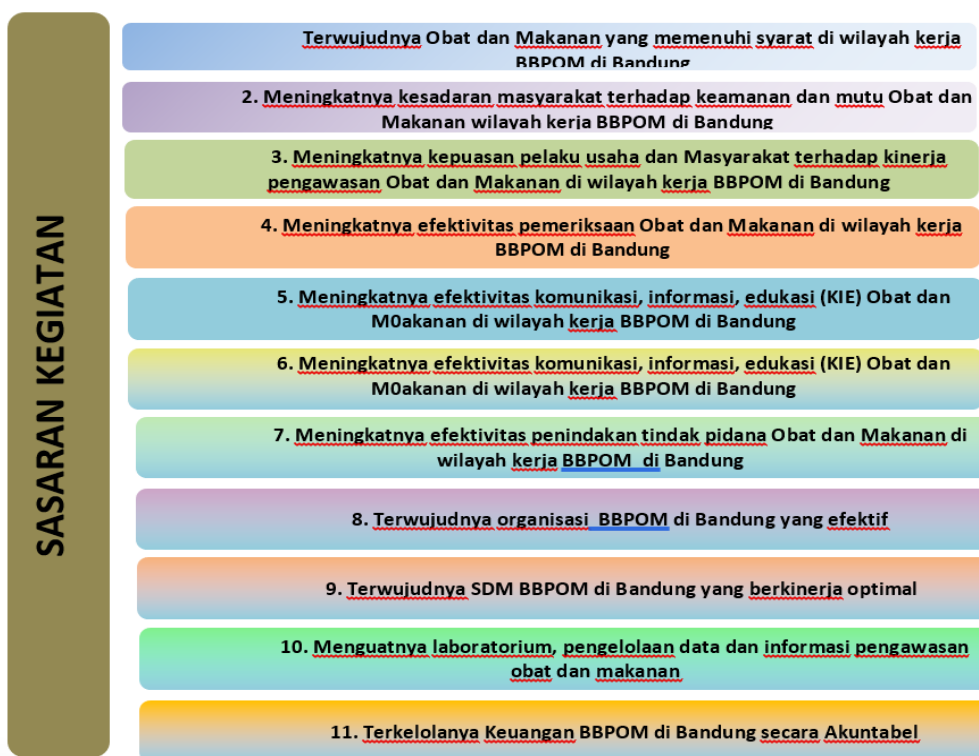 SASARAN KEGIATAN
Terwujudnya Obat dan Makanan yang memenuhi syarat di wilayah kerja
BBPOM di Bandung
2. Meningkatnya kesadaran masyarakat terhadap keamanan dan mutu Obat dan
Makanan wilayah kerja BBPOM di Bandung
3. Meningkatnya kepuasan pelaku usaha dan Masyarakat terhadap kinerja
pengawasan Obat dan Makanan di wilayah kerja BBPOM di Bandung
4. Meningkatnya efektivitas pemeriksaan Obat dan Makanan di wilayah kerja
BBPOM di Bandung
5. Meningkatnya efektivitas komunikasi, informasi, edukasi (KIE) Obat dan
M0akanan di wilayah kerja BBPOM di Bandung
6. Meningkatnya efektivitas komunikasi, informasi, edukasi (KIE) Obat dan
M0akanan di wilayah kerja BBPOM di Bandung
7. Meningkatnya efektivitas penindakan tindak pidana Obat dan Makanan di
wilayah kerja BBPOM  di Bandung
8. Terwujudnya organisasi  BBPOM di Bandung yang efektif
9. Terwujudnya SDM BBPOM di Bandung yang berkinerja optimal
10. Menguatnya laboratorium, pengelolaan data dan informasi pengawasan
obat dan makanan
11. Terkelolanya Keuangan BBPOM di Bandung secara Akuntabel